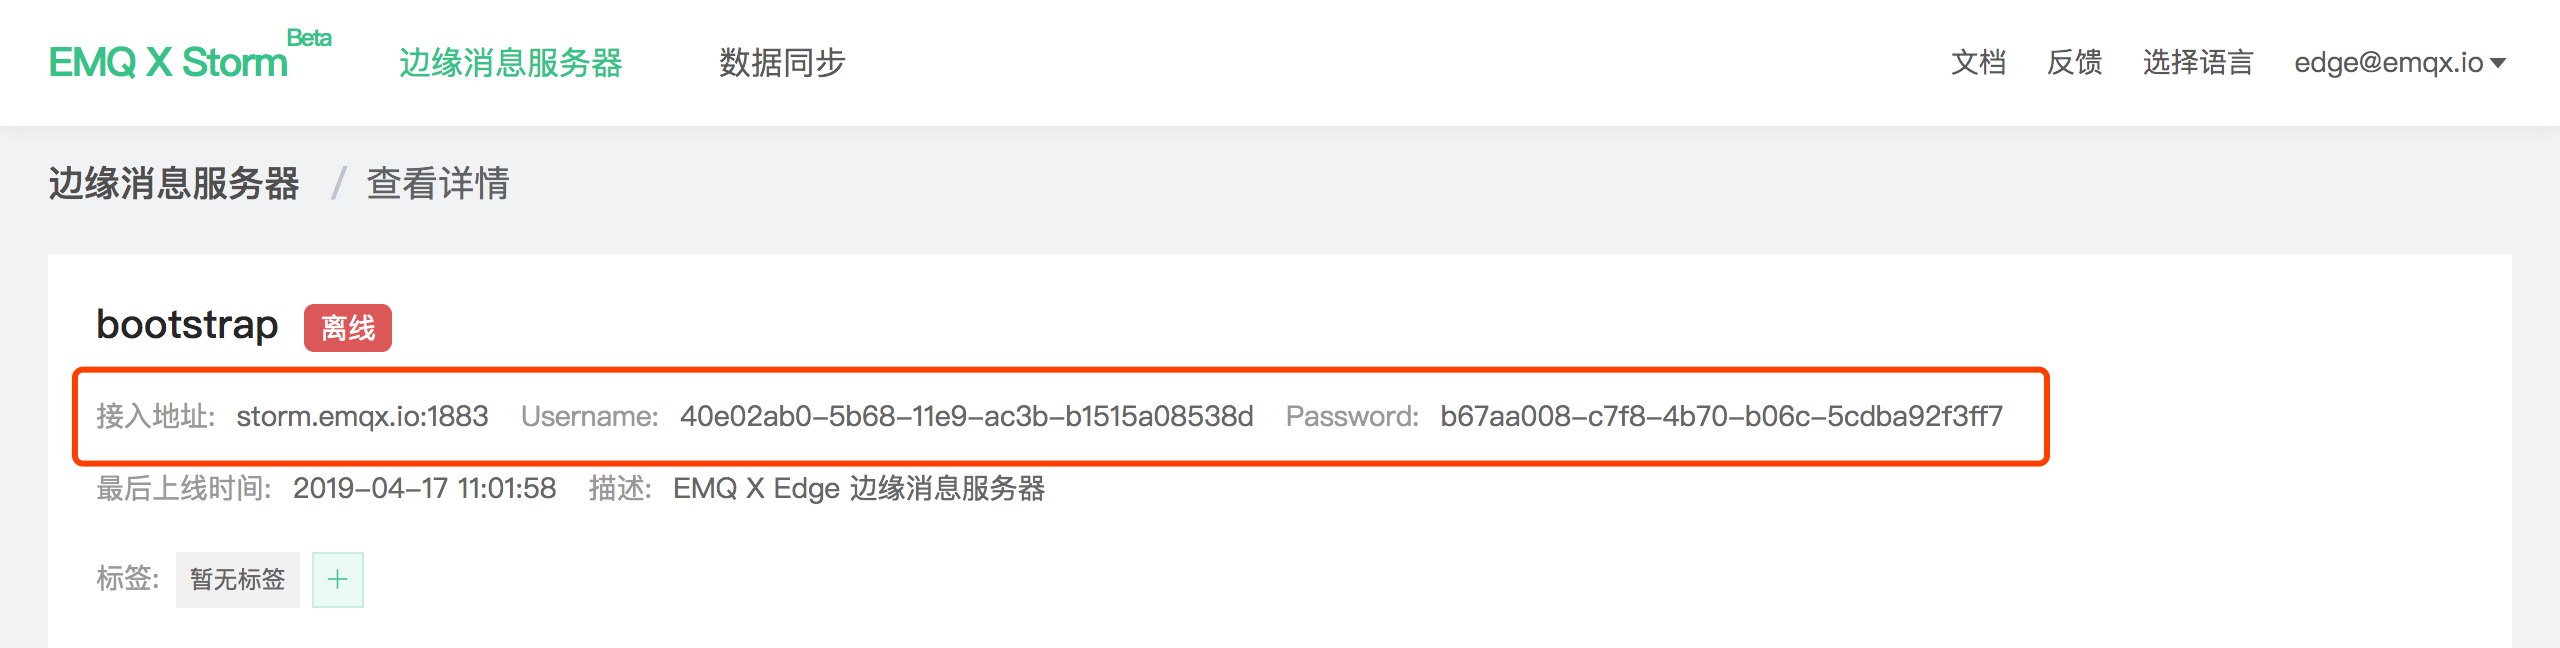 EMQ X Storm Beta 边缘消息服务器 数据同步 文档 反馈 选择语言 edge@emqx.io
边缘消息服务器 / 查看详情
bootstrap 离线
接入地址: storm.emqx.io:1883 Username: 40e02ab0-5b68-11e9-ac3b-b1515a08538d Password: b67aa008-c7f8-4b70-b06c-5cdba92f3ff7
最后上线时间: 2019-04-17 11:01:58 描述: EMQ X Edge 边缘消息服务器
标签: 暂无标签 +